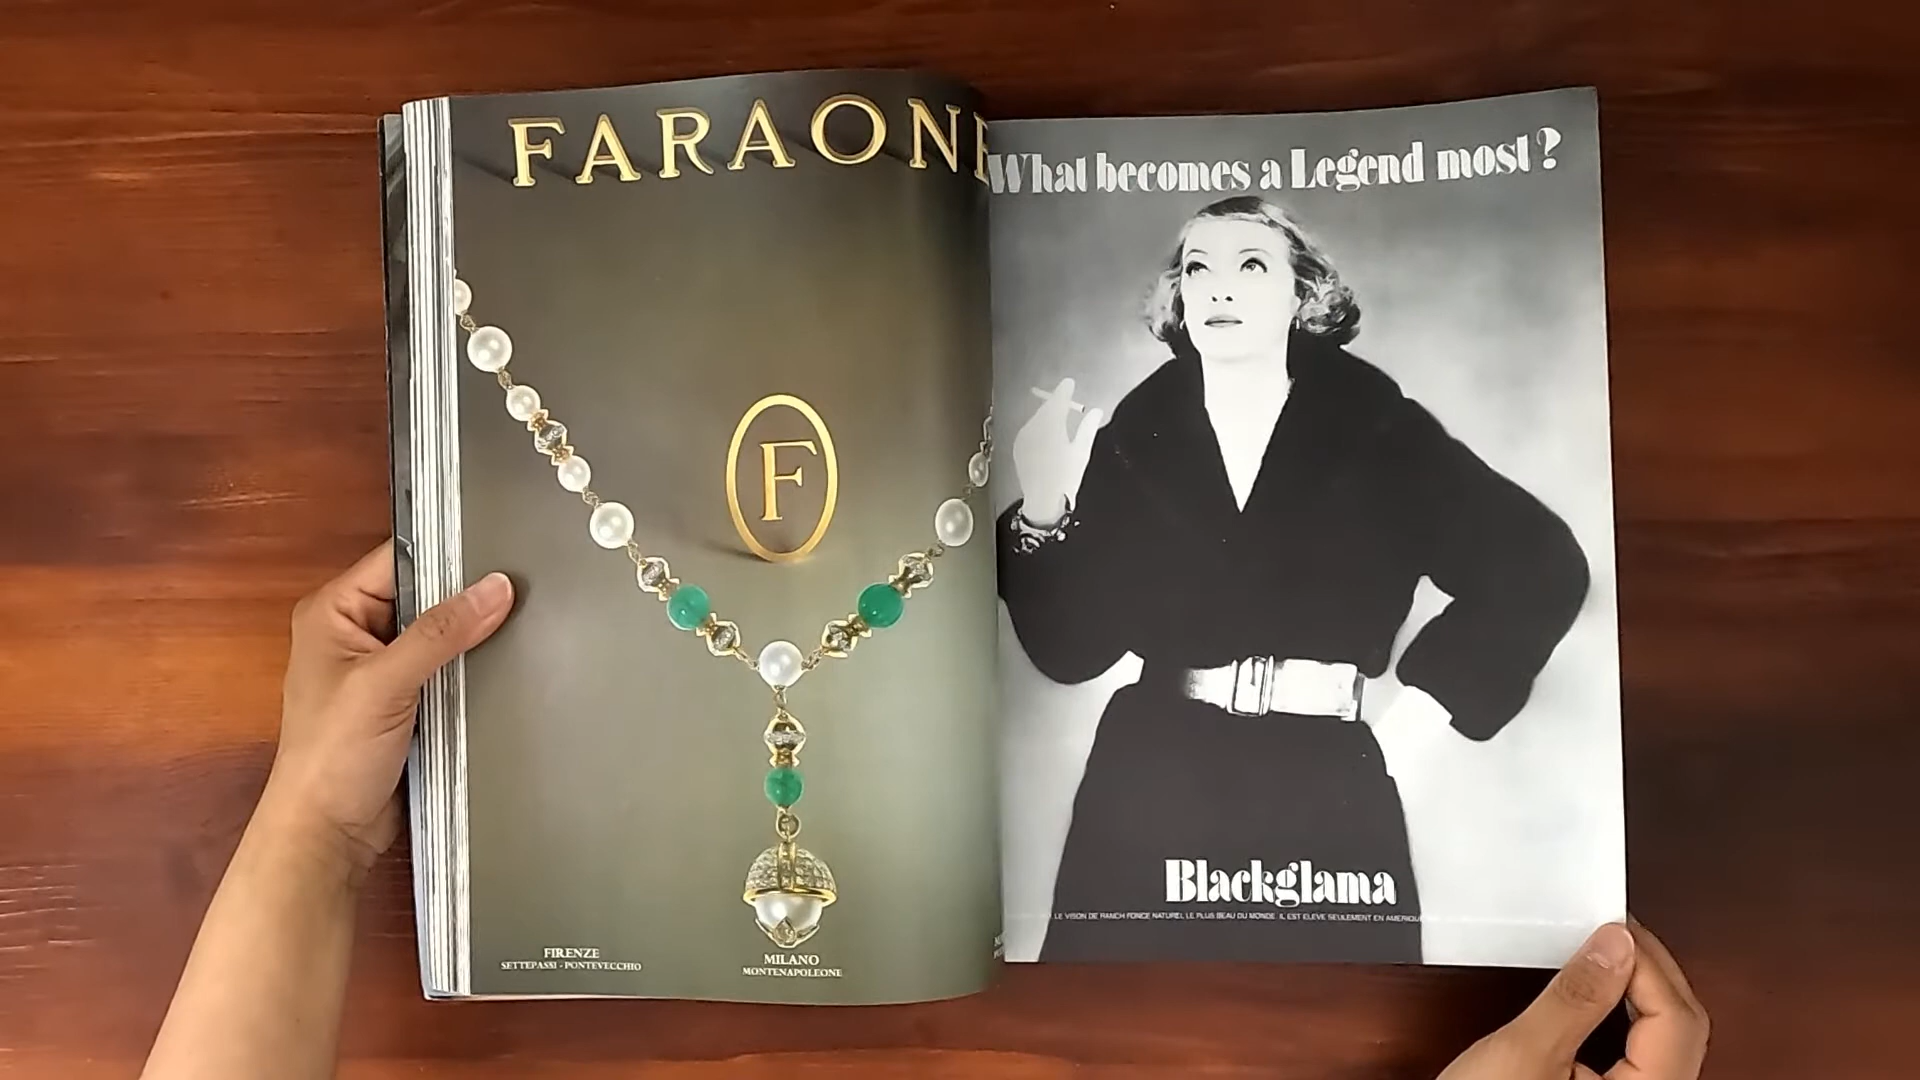 FARAONE
F
FIRENZE
SETTEPASSI - PONTEVECCHIO
MILANO
MONTENAPOLEONE
What becomes a Legend most?
Blackglama
LE VISON DE RANCH FONCE NATUREL LE PLUS BEAU DU MONDE. IL EST ELEVE SEULEMENT EN AMERIQUE